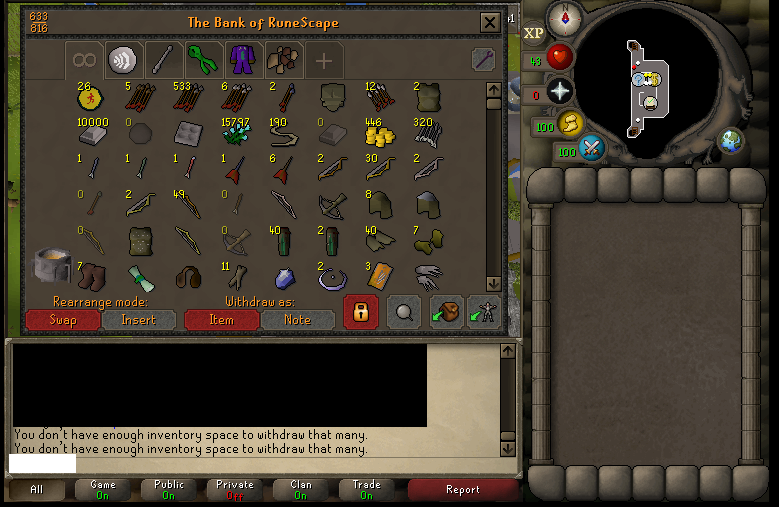 633
816
The Bank of RuneScape
XP
43
0
100
100
26 5 533 6 2 12 2
10000 0 15797 190 0 446 320
1 1 1 1 6 2 30 2
0 2 49 0 8
0 0 40 2 40 7
7 11 2 3
Rearrange mode: Withdraw as:
Swap Insert Item Note
You don't have enough inventory space to withdraw that many.
You don't have enough inventory space to withdraw that many.
All Game On Public On Private Off Clan On Trade On Report